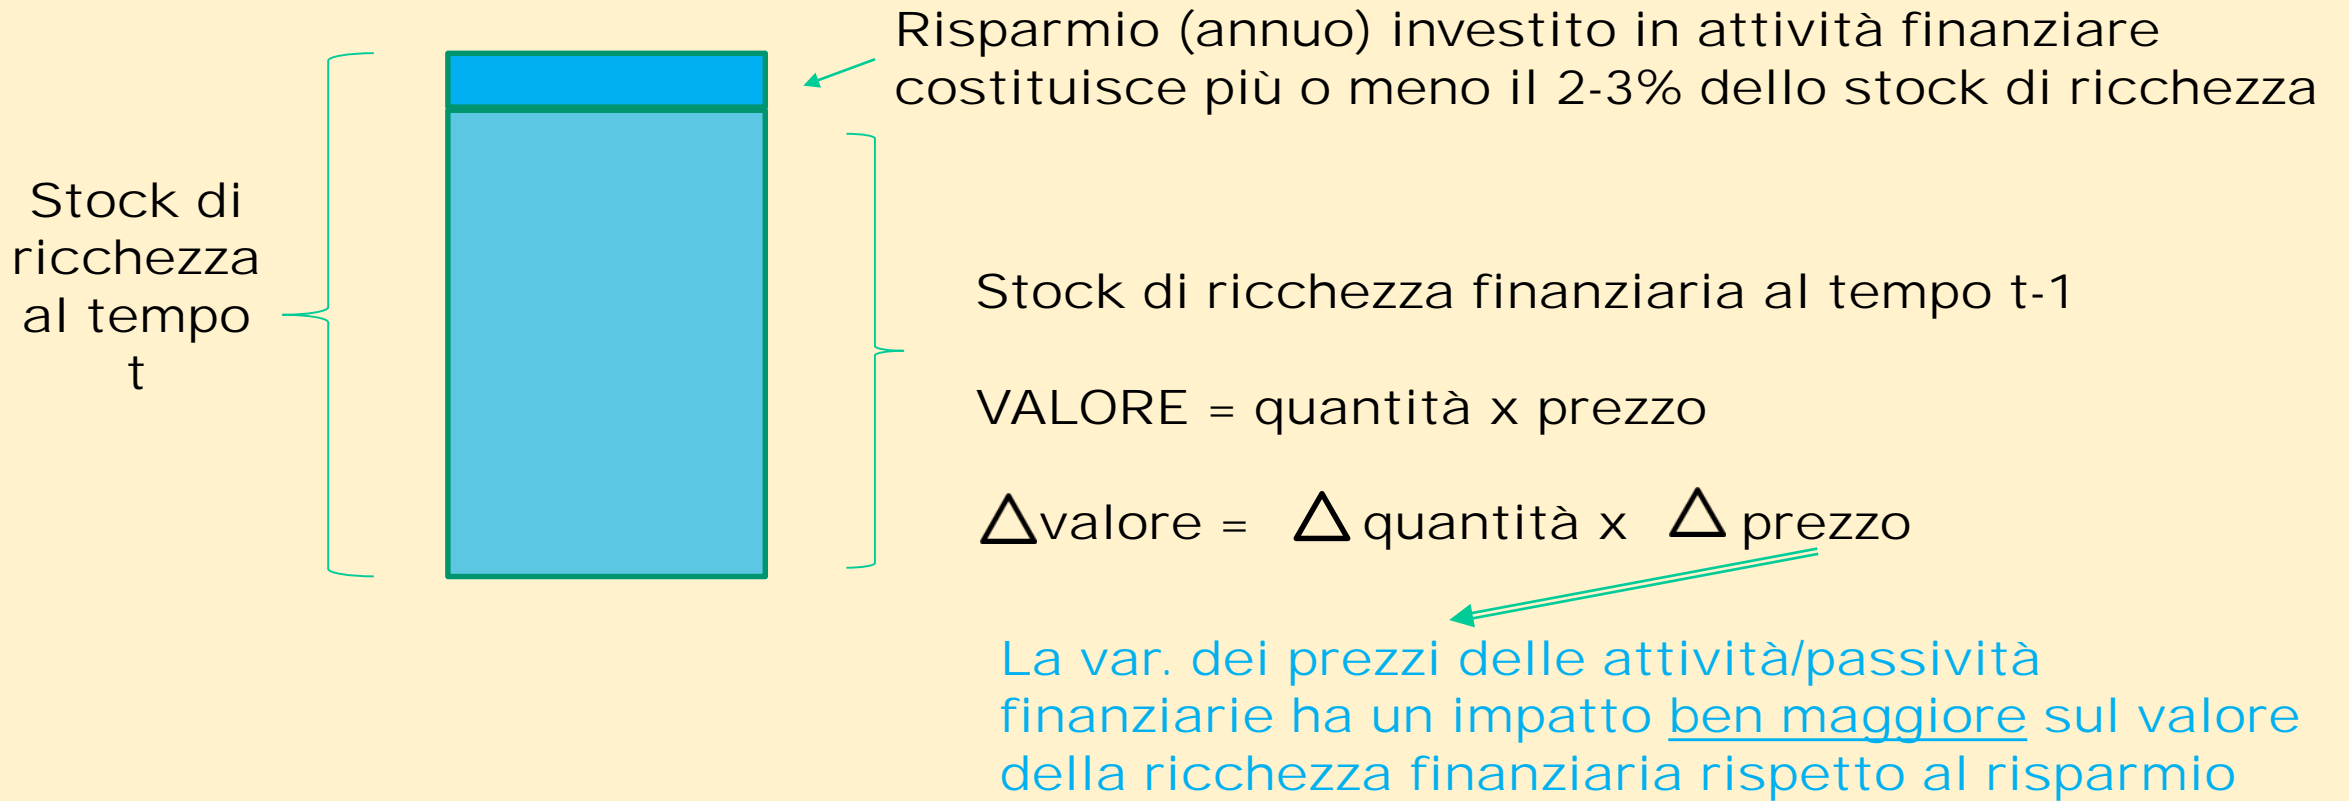 Risparmio (annuo) investito in attività finanziare
costituisce più o meno il 2-3% dello stock di ricchezza
Stock di
ricchezza
al tempo
t
Stock di ricchezza finanziaria al tempo t-1
VALORE = quantità x prezzo
△valore = △ quantità x △ prezzo
La var. dei prezzi delle attività/passività
finanziarie ha un impatto ben maggiore sul valore
della ricchezza finanziaria rispetto al risparmio